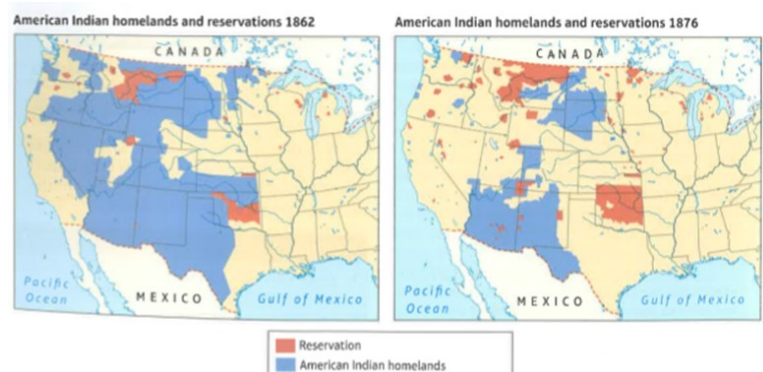 American Indian homelands and reservations 1862
CANADA
Pacific
Ocean
MEXICO
Gulf of Mexico
American Indian homelands and reservations 1876
CANADA
Pacific
Ocean
MEXICO
Gulf of Mexico
Reservation
American Indian homelands